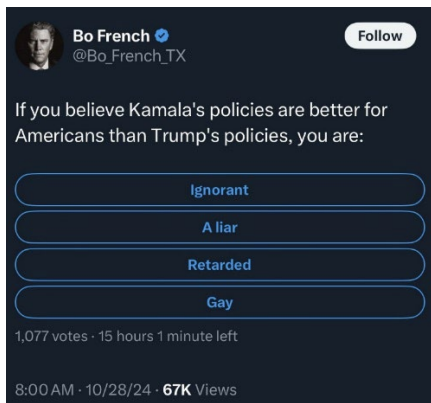 Bo French
@Bo_French_TX
Follow
If you believe Kamala's policies are better for
Americans than Trump's policies, you are:
Ignorant
A liar
Retarded
Gay
1,077 votes · 15 hours 1 minute left
8:00 AM · 10/28/24 · 67K Views